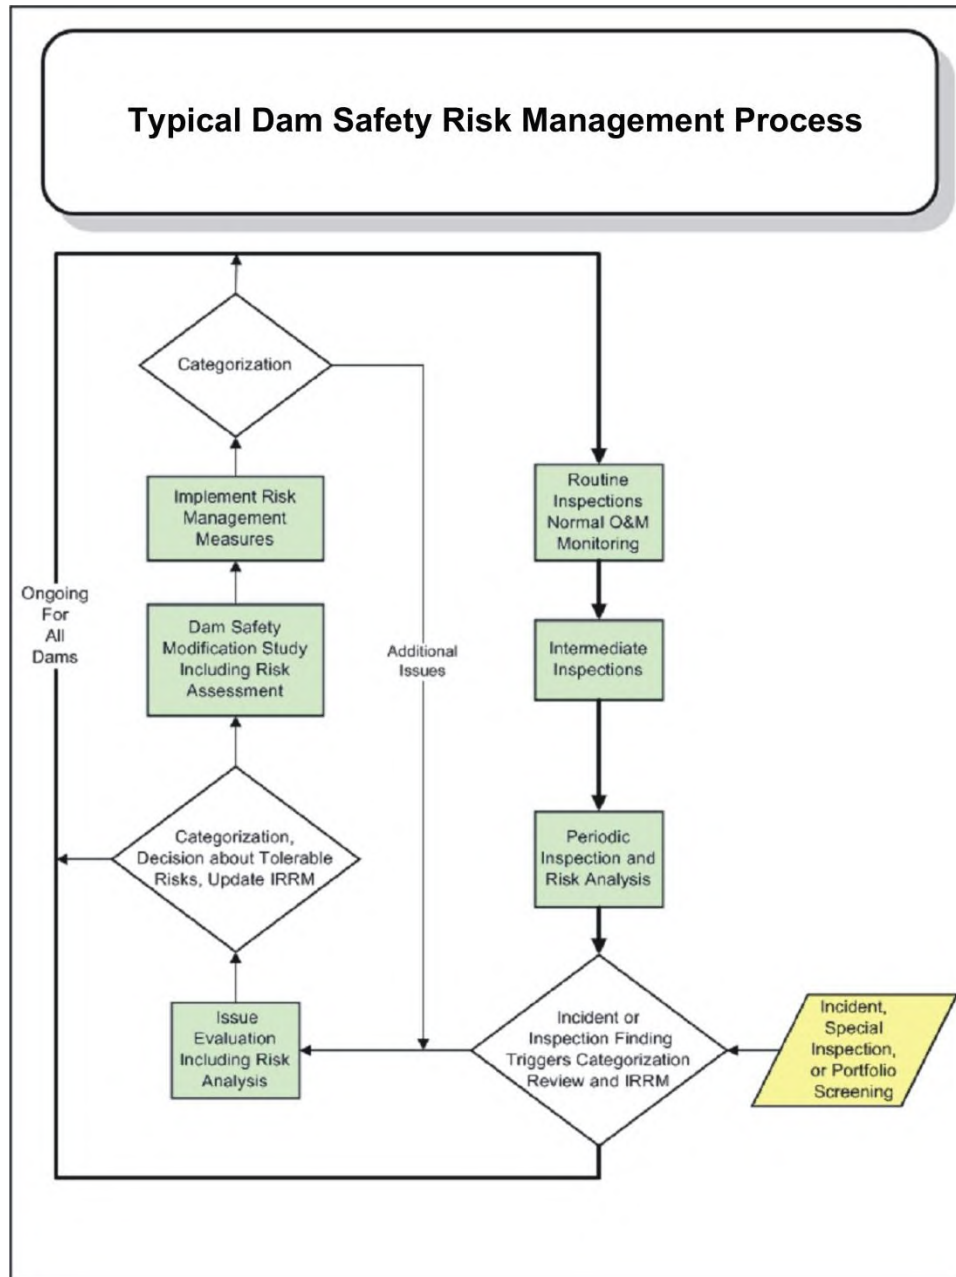 Typical Dam Safety Risk Management Process
Categorization
Implement Risk
Management
Measures
Routine
Inspections
Normal O&M
Monitoring
Ongoing
For
All
Dams
Dam Safety
Modification Study
Including Risk
Assessment
Additional
Issues
Intermediate
Inspections
Categorization,
Decision about Tolerable
Risks, Update IRRM
Periodic
Inspection and
Risk Analysis
Issue
Evaluation
Including Risk
Analysis
Incident or
Inspection Finding
Triggers Categorization
Review and IRRM
Incident,
Special
Inspection,
or Portfolio
Screening